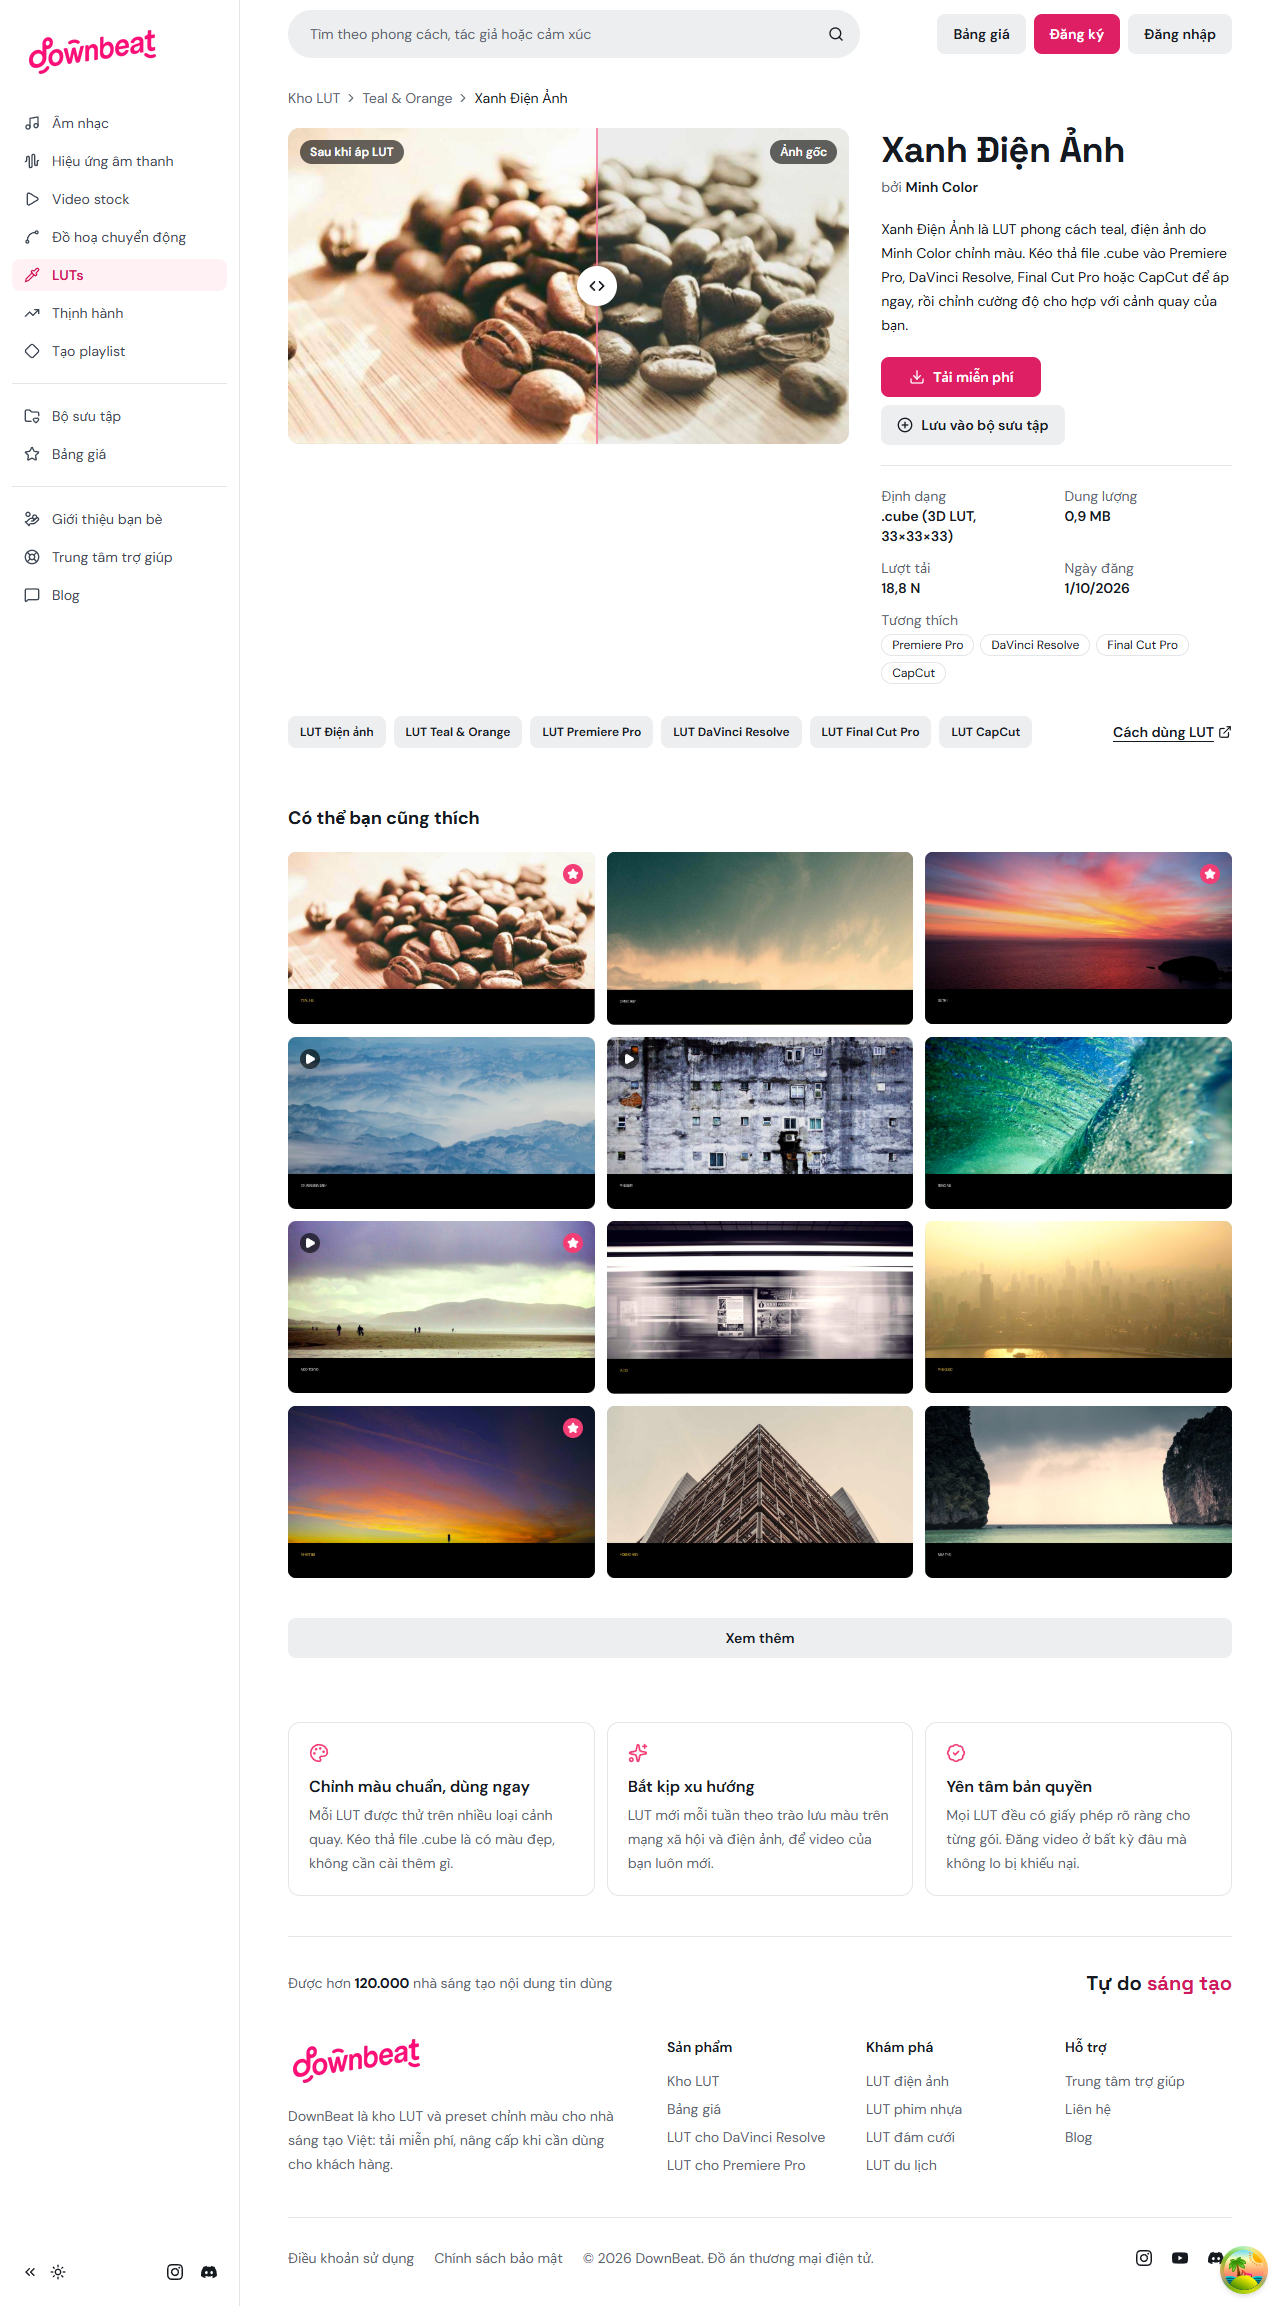 downbeat
Tìm theo phong cách, tác giả hoặc cảm xúc
Bảng giá
Đăng ký
Đăng nhập
Âm nhạc
Hiệu ứng âm thanh
Video stock
Đồ hoạ chuyển động
LUTs
Thịnh hành
Tạo playlist
Bộ sưu tập
Bảng giá
Giới thiệu bạn bè
Trung tâm trợ giúp
Blog
Kho LUT > Teal & Orange > Xanh Điện Ảnh
Sau khi áp LUT
Ảnh gốc
Xanh Điện Ảnh
bởi Minh Color
Xanh Điện Ảnh là LUT phong cách teal, điện ảnh do
Minh Color chỉnh màu. Kéo thả file .cube vào Premiere
Pro, DaVinci Resolve, Final Cut Pro hoặc CapCut để áp
ngay, rồi chỉnh cường độ cho hợp với cảnh quay của
bạn.
Tải miễn phí
Lưu vào bộ sưu tập
Định dạng
.cube (3D LUT,
33×33×33)
Dung lượng
0,9 MB
Lượt tải
18,8 N
Ngày đăng
1/10/2026
Tương thích
Premiere Pro
DaVinci Resolve
Final Cut Pro
CapCut
LUT Điện ảnh
LUT Teal & Orange
LUT Premiere Pro
LUT DaVinci Resolve
LUT Final Cut Pro
LUT CapCut
Cách dùng LUT
Có thể bạn cũng thích
Xem thêm
Chỉnh màu chuẩn, dùng ngay
Mỗi LUT được thử trên nhiều loại cảnh
quay. Kéo thả file .cube là có màu đẹp,
không cần cài thêm gì.
Bắt kịp xu hướng
LUT mới mỗi tuần theo trào lưu màu trên
mạng xã hội và điện ảnh, để video của
bạn luôn mới.
Yên tâm bản quyền
Mọi LUT đều có giấy phép rõ ràng cho
từng gói. Đăng video ở bất kỳ đâu mà
không lo bị khiếu nại.
Được hơn 120.000 nhà sáng tạo nội dung tin dùng
Tự do sáng tạo
downbeat
DownBeat là kho LUT và preset chỉnh màu cho nhà
sáng tạo Việt: tải miễn phí, nâng cấp khi cần dùng
cho khách hàng.
Sản phẩm
Kho LUT
Bảng giá
LUT cho DaVinci Resolve
LUT cho Premiere Pro
Khám phá
LUT điện ảnh
LUT phim nhựa
LUT đám cưới
LUT du lịch
Hỗ trợ
Trung tâm trợ giúp
Liên hệ
Blog
Điều khoản sử dụng
Chính sách bảo mật
© 2026 DownBeat. Đồ án thương mại điện tử.